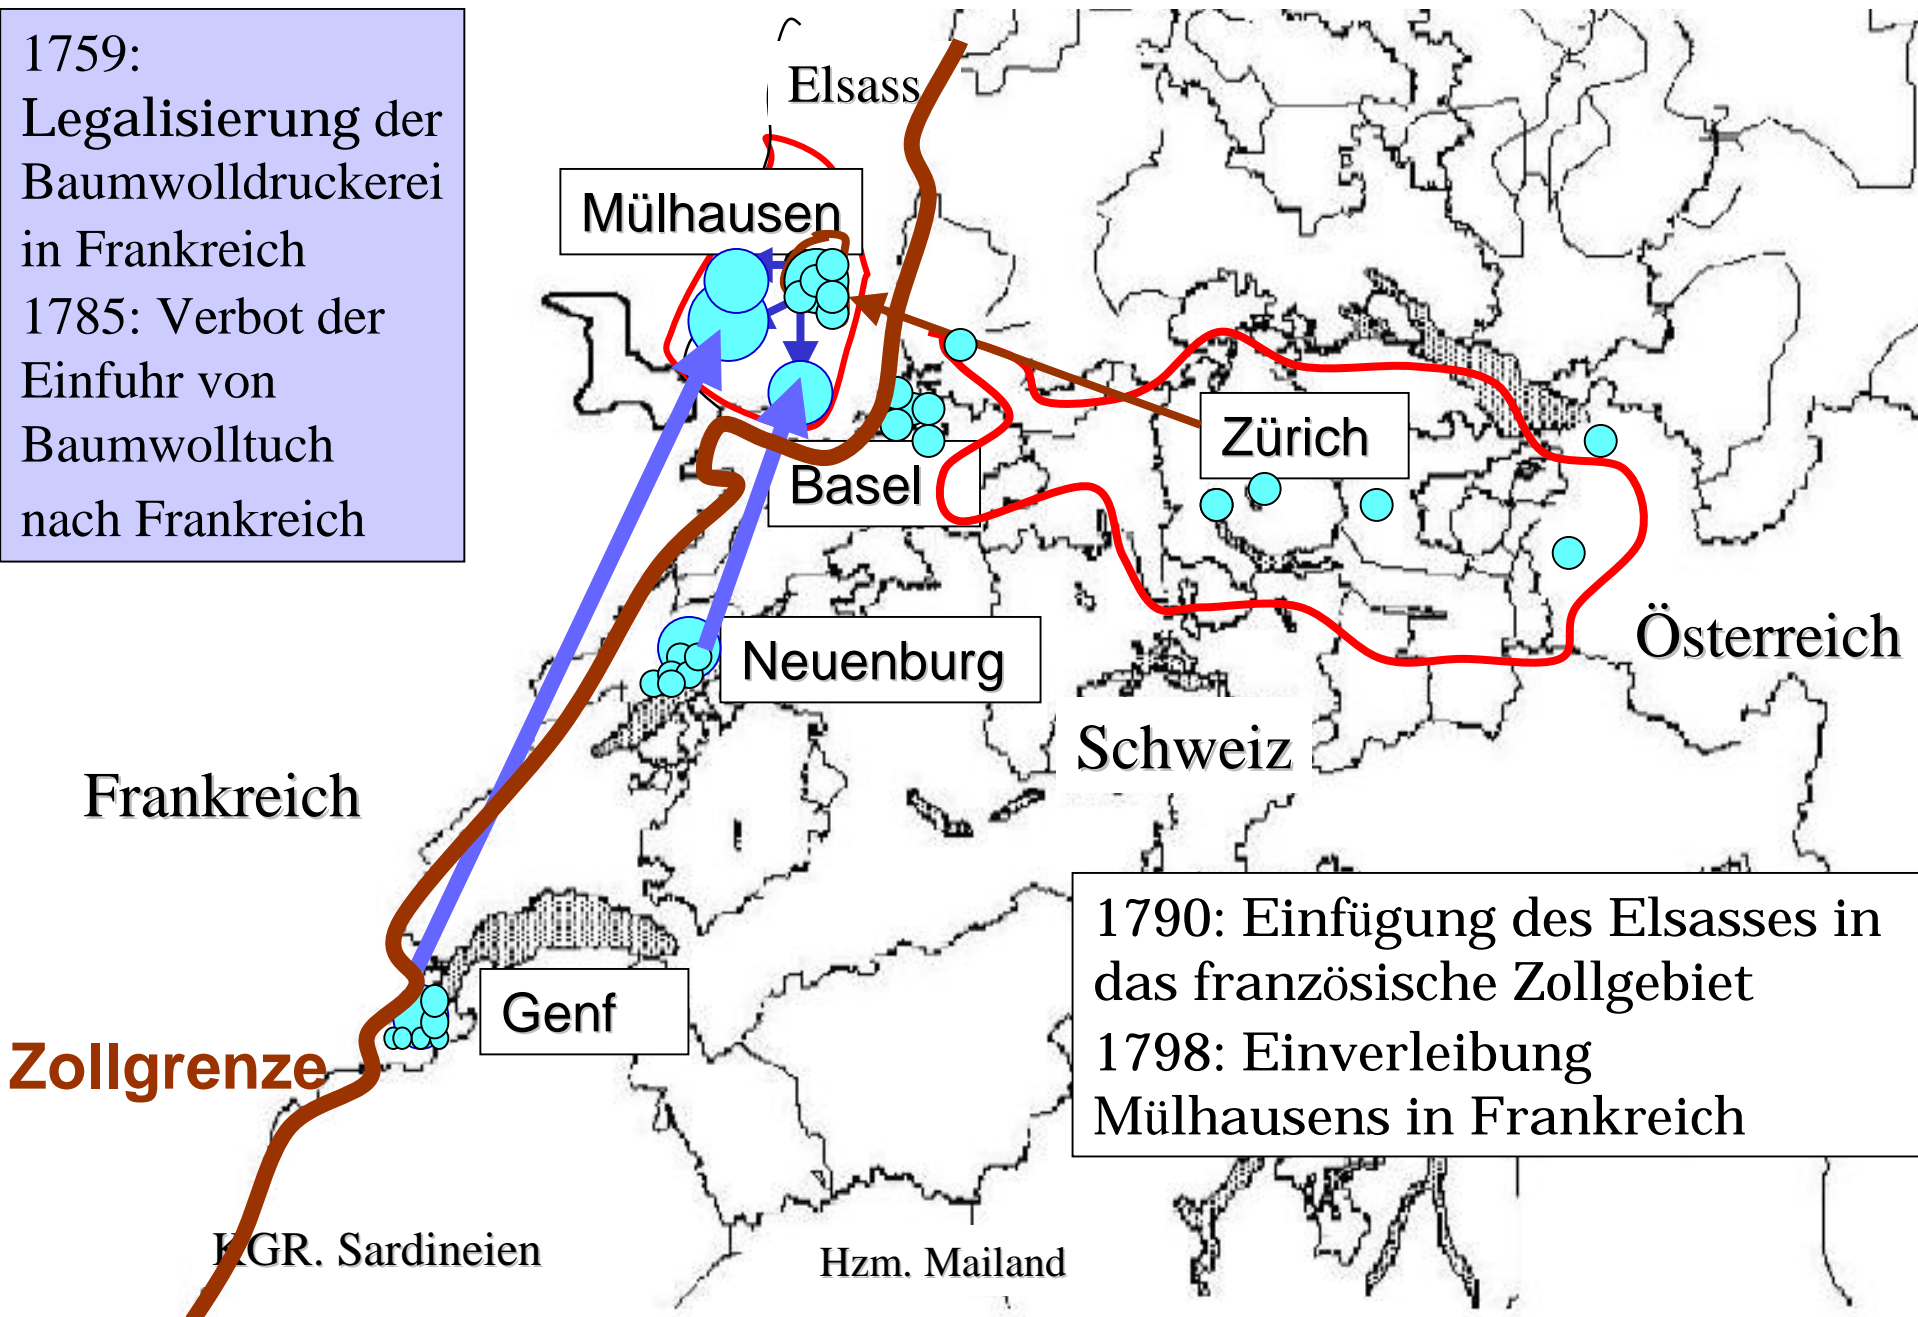 1759:
Legalisierung der
Baumwolldruckerei
in Frankreich
1785: Verbot der
Einfuhr von
Baumwolltuch
nach Frankreich
Elsass
Mülhausen
Zürich
Basel
Österreich
Neuenburg
Schweiz
Frankreich
1790: Einfügung des Elsasses in
das französische Zollgebiet
1798: Einverleibung
Mülhausens in Frankreich
Genf
Zollgrenze
KGR. Sardineien
Hzm. Mailand